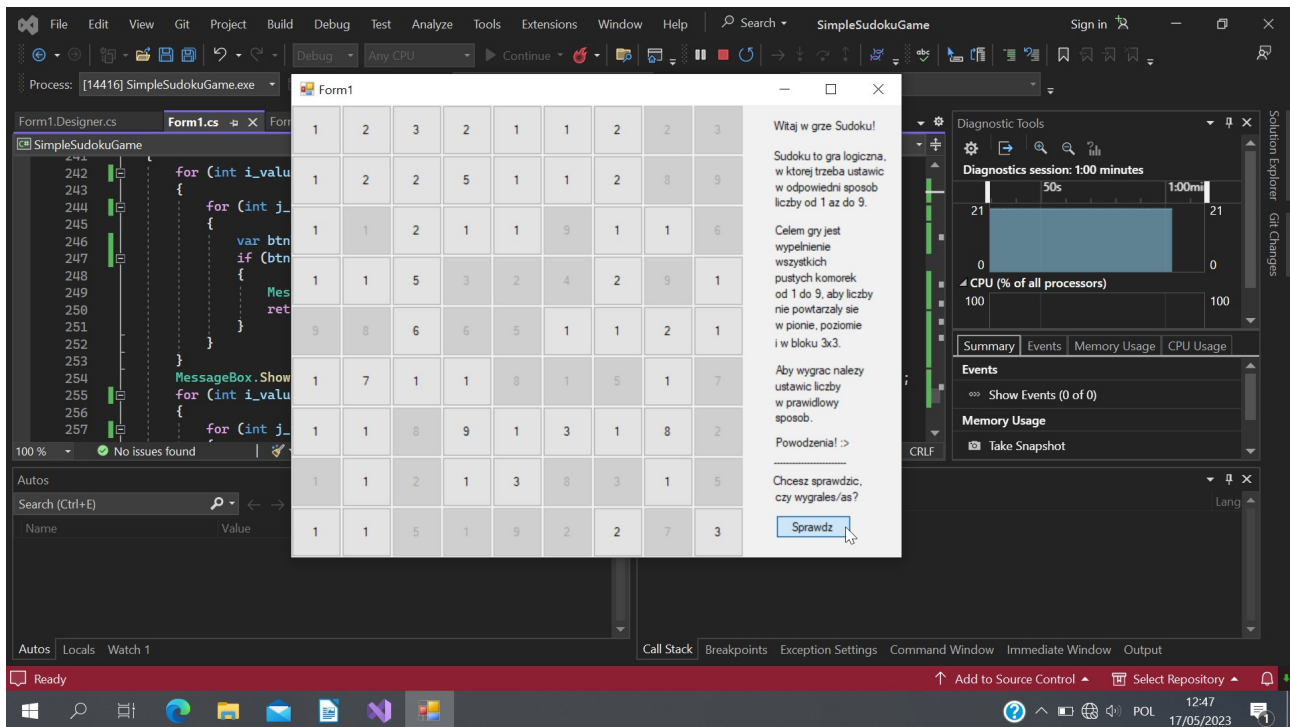 File Edit View Git Project Build Debug Test Analyze Tools Extensions Window Help Search SimpleSudokuGame Sign in
Debug Any CPU Continue
Process: [14416] SimpleSudokuGame.exe
Form1
Form1.Designer.cs Form1.cs
SimpleSudokuGame
242 for (int i_valu
243 {
244 for (int j_
245 {
246 var btn
247 if (btn
248 {
249 Mes
250 ret
251 }
252 }
253 }
254 MessageBox.Show ;
255 for (int i_valu
256 {
257 for (int j_
100 % No issues found CRLF
1 2 3 2 1 1 2 2 3
1 2 2 5 1 1 2 8 9
1 1 2 1 1 9 1 1 6
1 1 5 3 2 4 2 9 1
9 8 6 6 5 1 1 2 1
1 7 1 1 8 1 5 1 7
1 1 8 9 1 3 1 8 2
1 1 2 1 3 8 3 1 5
1 1 5 1 9 2 2 7 3
Witaj w grze Sudoku!
Sudoku to gra logiczna,
w ktorej trzeba ustawic
w odpowiedni sposob
liczby od 1 az do 9.
Celem gry jest
wypelnienie
wszystkich
pustych komorek
od 1 do 9, aby liczby
nie powtarzaly sie
w pionie, poziomie
i w bloku 3x3.
Aby wygrac nalezy
ustawic liczby
w prawidlowy
sposob.
Powodzenia! :>
------------------------
Chcesz sprawdzic,
czy wygrales/as?
Sprawdz
Diagnostic Tools
Diagnostics session: 1:00 minutes
50s 1:00mi
21 21
0 0
CPU (% of all processors)
100 100
Summary Events Memory Usage CPU Usage
Events
Show Events (0 of 0)
Memory Usage
Take Snapshot
Solution Explorer
Git Changes
Autos
Search (Ctrl+E)
Name Value
Lang
Autos Locals Watch 1
Call Stack Breakpoints Exception Settings Command Window Immediate Window Output
Ready Add to Source Control Select Repository
POL
12:47
17/05/2023
1